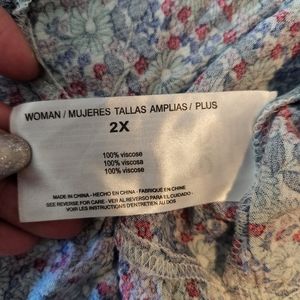 WOMAN / MUJERES TALLAS AMPLIAS / PLUS
2X
100% viscose
100% viscosa
100% viscose
MADE IN CHINA - HECHO EN CHINA - FABRIQUE EN CHINE
SEE REVERSE FOR CARE - VER AL REVERSO PARA EL CUIDADO -
VOIR LES INSTRUCTIONS D'ENTRETIEN AU DOS